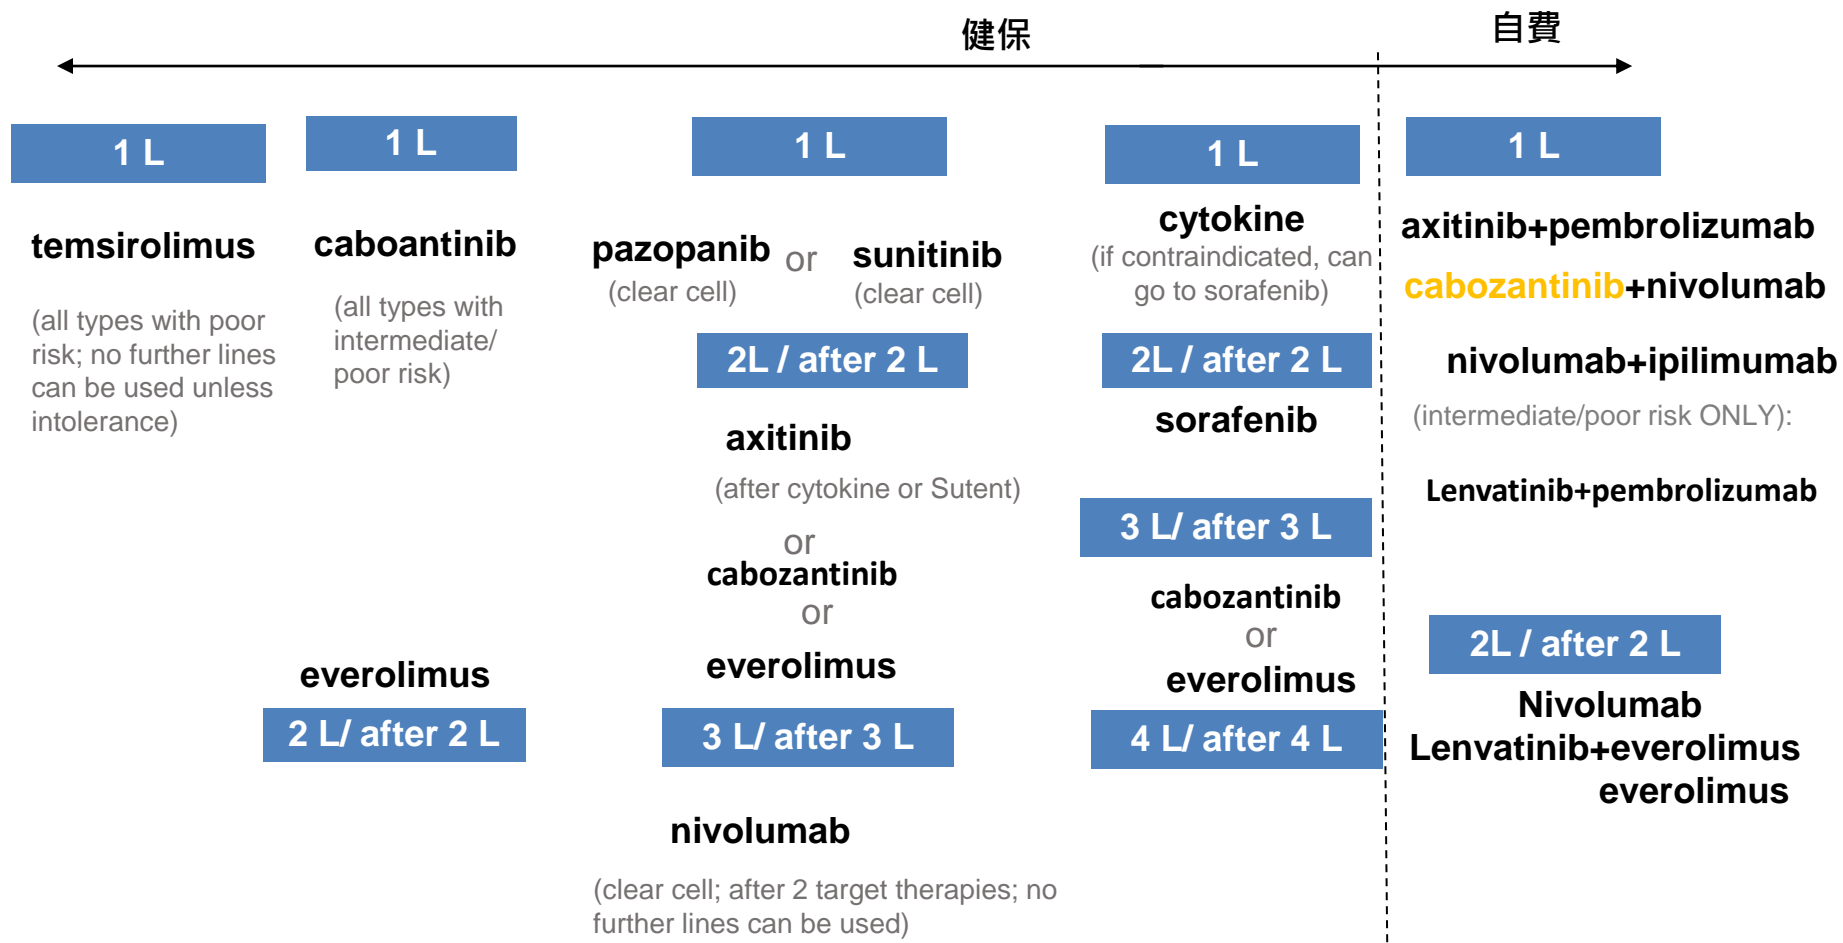 健保
自費
1 L
temsirolimus
(all types with poor
risk; no further lines
can be used unless
intolerance)
1 L
caboantinib
(all types with
intermediate/
poor risk)
everolimus
2 L/ after 2 L
1 L
pazopanib or sunitinib
(clear cell) (clear cell)
2L / after 2 L
axitinib
(after cytokine or Sutent)
or
cabozantinib
or
everolimus
3 L/ after 3 L
nivolumab
(clear cell; after 2 target therapies; no
further lines can be used)
1 L
cytokine
(if contraindicated, can
go to sorafenib)
2L / after 2 L
sorafenib
3 L/ after 3 L
cabozantinib
or
everolimus
4 L/ after 4 L
1 L
axitinib+pembrolizumab
cabozantinib+nivolumab
nivolumab+ipilimumab
(intermediate/poor risk ONLY):
Lenvatinib+pembrolizumab
2L / after 2 L
Nivolumab
Lenvatinib+everolimus
everolimus